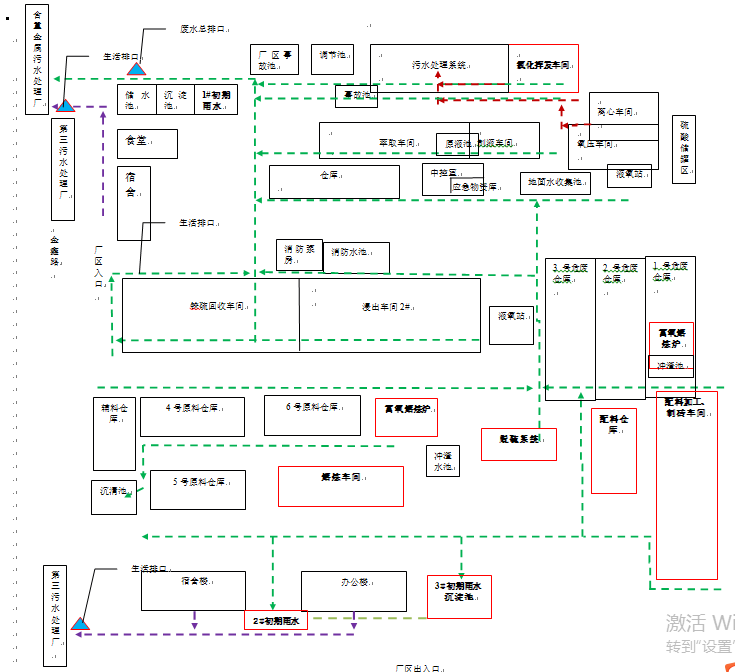 含重金属污水处理厂
废水总排口
生活排口
厂区事故池
调节池
污水处理系统
氯化挥发车间
储水池
沉淀池
1#初期雨水
事故池
离心车间
硫酸储罐区
第三污水处理厂
食堂
萃取车间
原液池
制液车间
氧压车间
宿舍
仓库
中控室
应急物资库
地面水收集池
液氧站
生活排口
金鑫路
厂区入口
消防泵房
消防水池
3号危废仓库
2号危废仓库
1号危废仓库
回收车间
浸出车间2#
液氧站
富氧熔炼炉
冲渣池
辅料仓库
4号原料仓库
6号原料仓库
富氧熔炼炉
配料仓库
配料加工、制砖车间
脱硫系统
冲渣水池
沉清池
5号原料仓库
熔炼车间
第三污水处理厂
生活排口
宿舍楼
办公楼
3#初期雨水沉淀池
2#初期雨水
厂区出入口
激活 Wi
转到"设置"